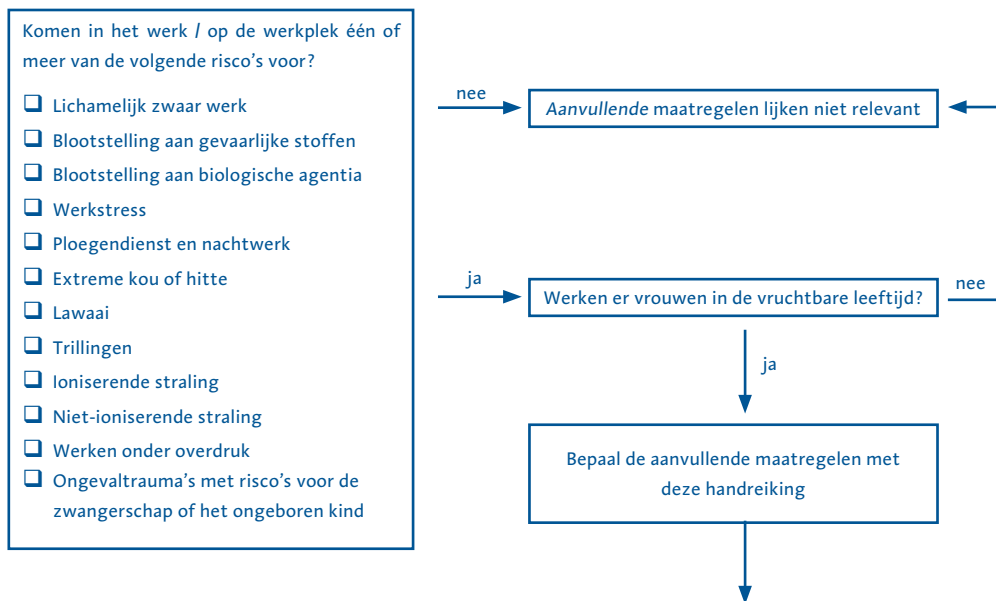 Komen in het werk / op de werkplek één of
meer van de volgende risco's voor?
❑ Lichamelijk zwaar werk
❑ Blootstelling aan gevaarlijke stoffen
❑ Blootstelling aan biologische agentia
❑ Werkstress
❑ Ploegendienst en nachtwerk
❑ Extreme kou of hitte
❑ Lawaai
❑ Trillingen
❑ Ioniserende straling
❑ Niet-ioniserende straling
❑ Werken onder overdruk
❑ Ongevaltrauma's met risico's voor de
zwangerschap of het ongeboren kind
nee
Aanvullende maatregelen lijken niet relevant
ja
Werken er vrouwen in de vruchtbare leeftijd?
nee
ja
Bepaal de aanvullende maatregelen met
deze handreiking